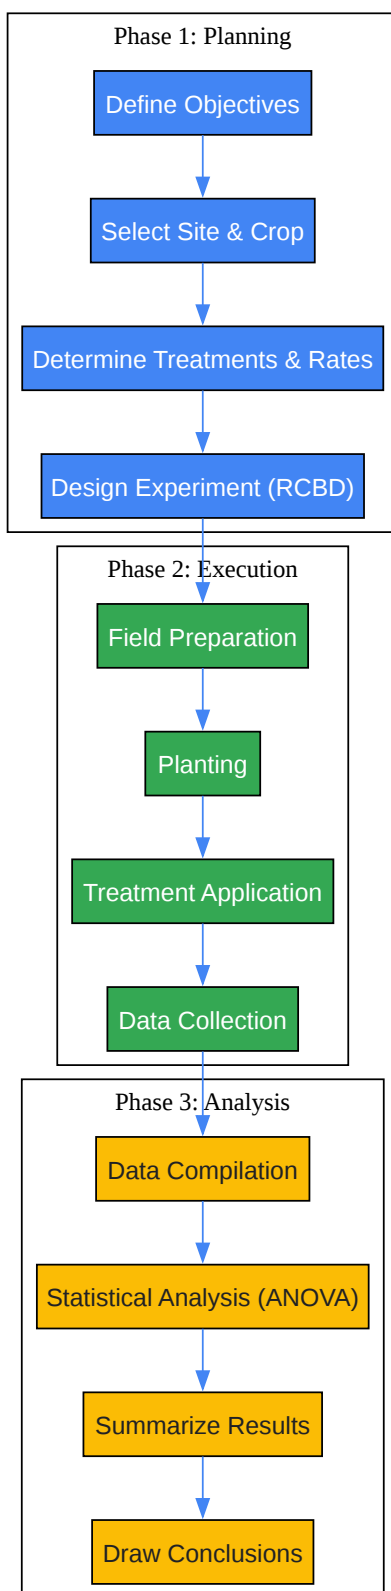 Phase 1: Planning
Define Objectives
Select Site & Crop
Determine Treatments & Rates
Design Experiment (RCBD)
Phase 2: Execution
Field Preparation
Planting
Treatment Application
Data Collection
Phase 3: Analysis
Data Compilation
Statistical Analysis (ANOVA)
Summarize Results
Draw Conclusions